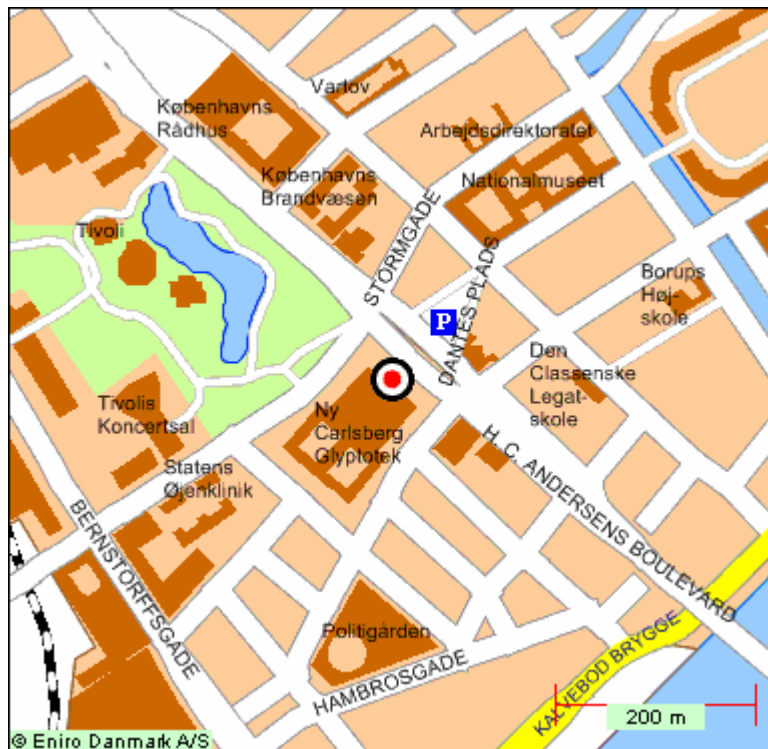 Københavns
Rådhus
Vartov
Arbejdsdirektoratet
Københavns
Brandvæsen
Nationalmuseet
STORMGADE
Tivoli
P
DANTES PLADS
Borups
Høj-
skole
Den
Classenske
Legat-
skole
Tivolis
Koncertsal
Ny
Carlsberg
Glyptotek
Statens
Øjenklinik
H. C. ANDERSENS BOULEVARD
BERNSTORFFSGADE
Politigården
HAMBROSGADE
KALVEBOD BRYGGE
200 m
© Eniro Danmark A/S